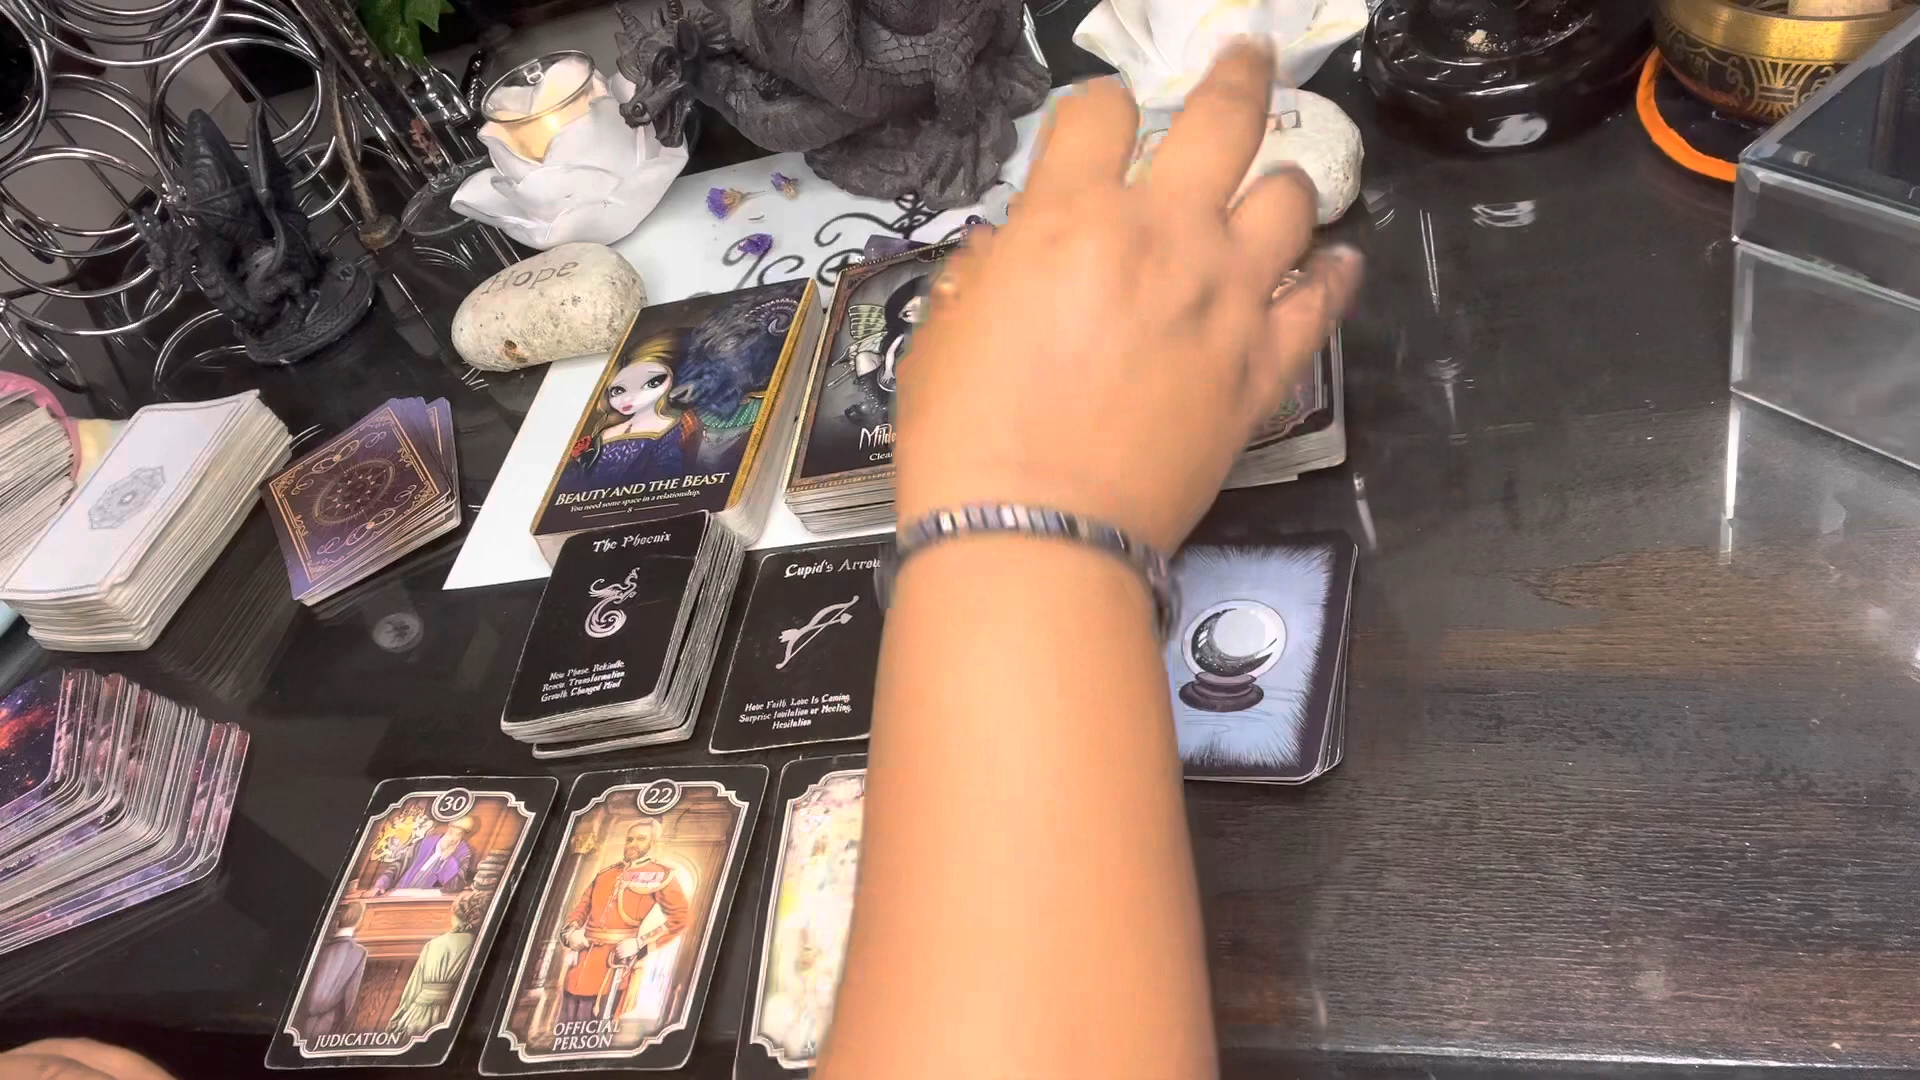 Hope
15
BEAUTY AND THE BEAST
You need some space in a relationship.
8
The Phoenix
New Phase, Rekindle,
Renew, Transformation
Growth, Changed Mind
Cupid's Arrow
Have Faith, Love Is Coming,
Surprise Invitation or Meeting,
Hesitation
30
JUDICATION
22
OFFICIAL
PERSON